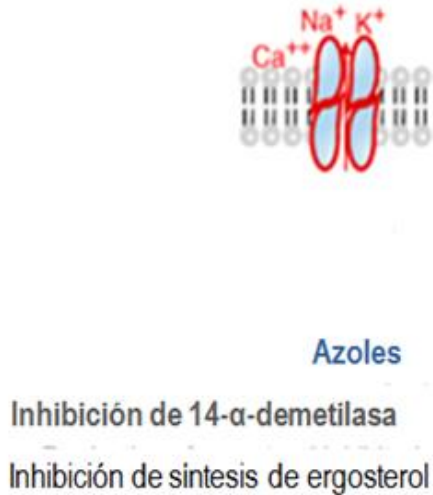 Na+ K+
Ca++
Azoles
Inhibición de 14-α-demetilasa
Inhibición de síntesis de ergosterol